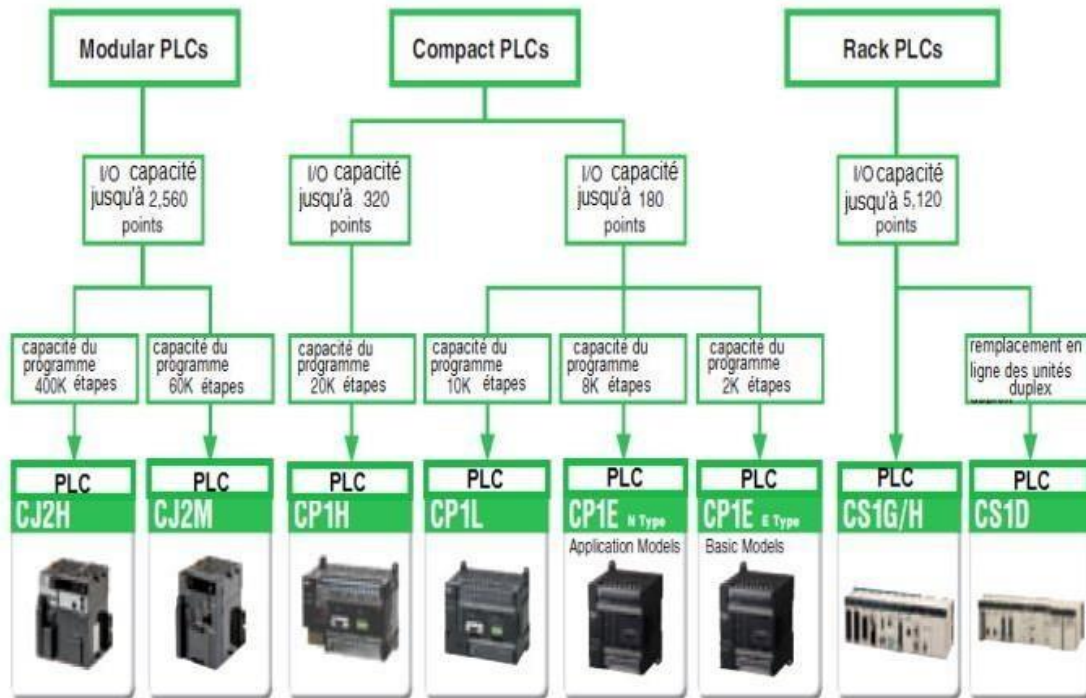 Modular PLCs
Compact PLCs
Rack PLCs
I/O capacité
jusqu'à 2,560
points
I/O capacité
jusqu'à 320
points
I/O capacité
jusqu'à 180
points
I/O capacité
jusqu'à 5,120
points
capacité du
programme
400K étapes
capacité du
programme
60K étapes
capacité du
programme
20K étapes
capacité du
programme
10K étapes
capacité du
programme
8K étapes
capacité du
programme
2K étapes
remplacement en
ligne des unités
duplex
PLC
CJ2H
PLC
CJ2M
PLC
CP1H
PLC
CP1L
PLC
CP1E N Type
Application Models
PLC
CP1E E Type
Basic Models
PLC
CS1G/H
PLC
CS1D